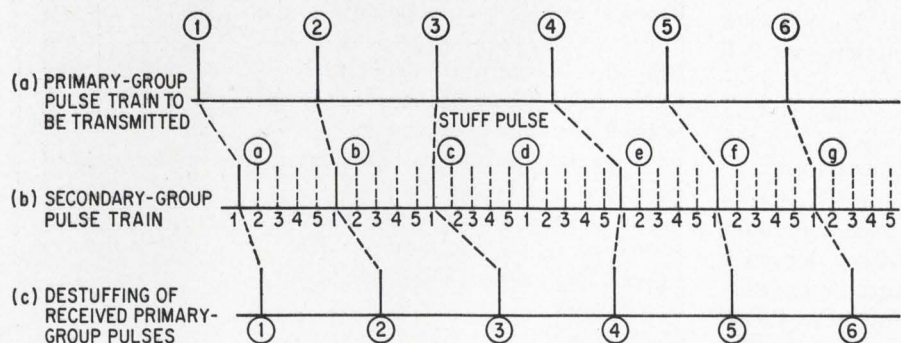 ① ② ③ ④ ⑤ ⑥
(a) PRIMARY-GROUP
PULSE TRAIN TO
BE TRANSMITTED
STUFF PULSE
ⓐ ⓑ ⓒ ⓓ ⓔ ⓕ ⓖ
(b) SECONDARY-GROUP
PULSE TRAIN
1 2 3 4 5 1 2 3 4 5 1 2 3 4 5 1 2 3 4 5 1 2 3 4 5 1 2 3 4 5 1 2 3 4 5
(c) DESTUFFING OF
RECEIVED PRIMARY-
GROUP PULSES
① ② ③ ④ ⑤ ⑥